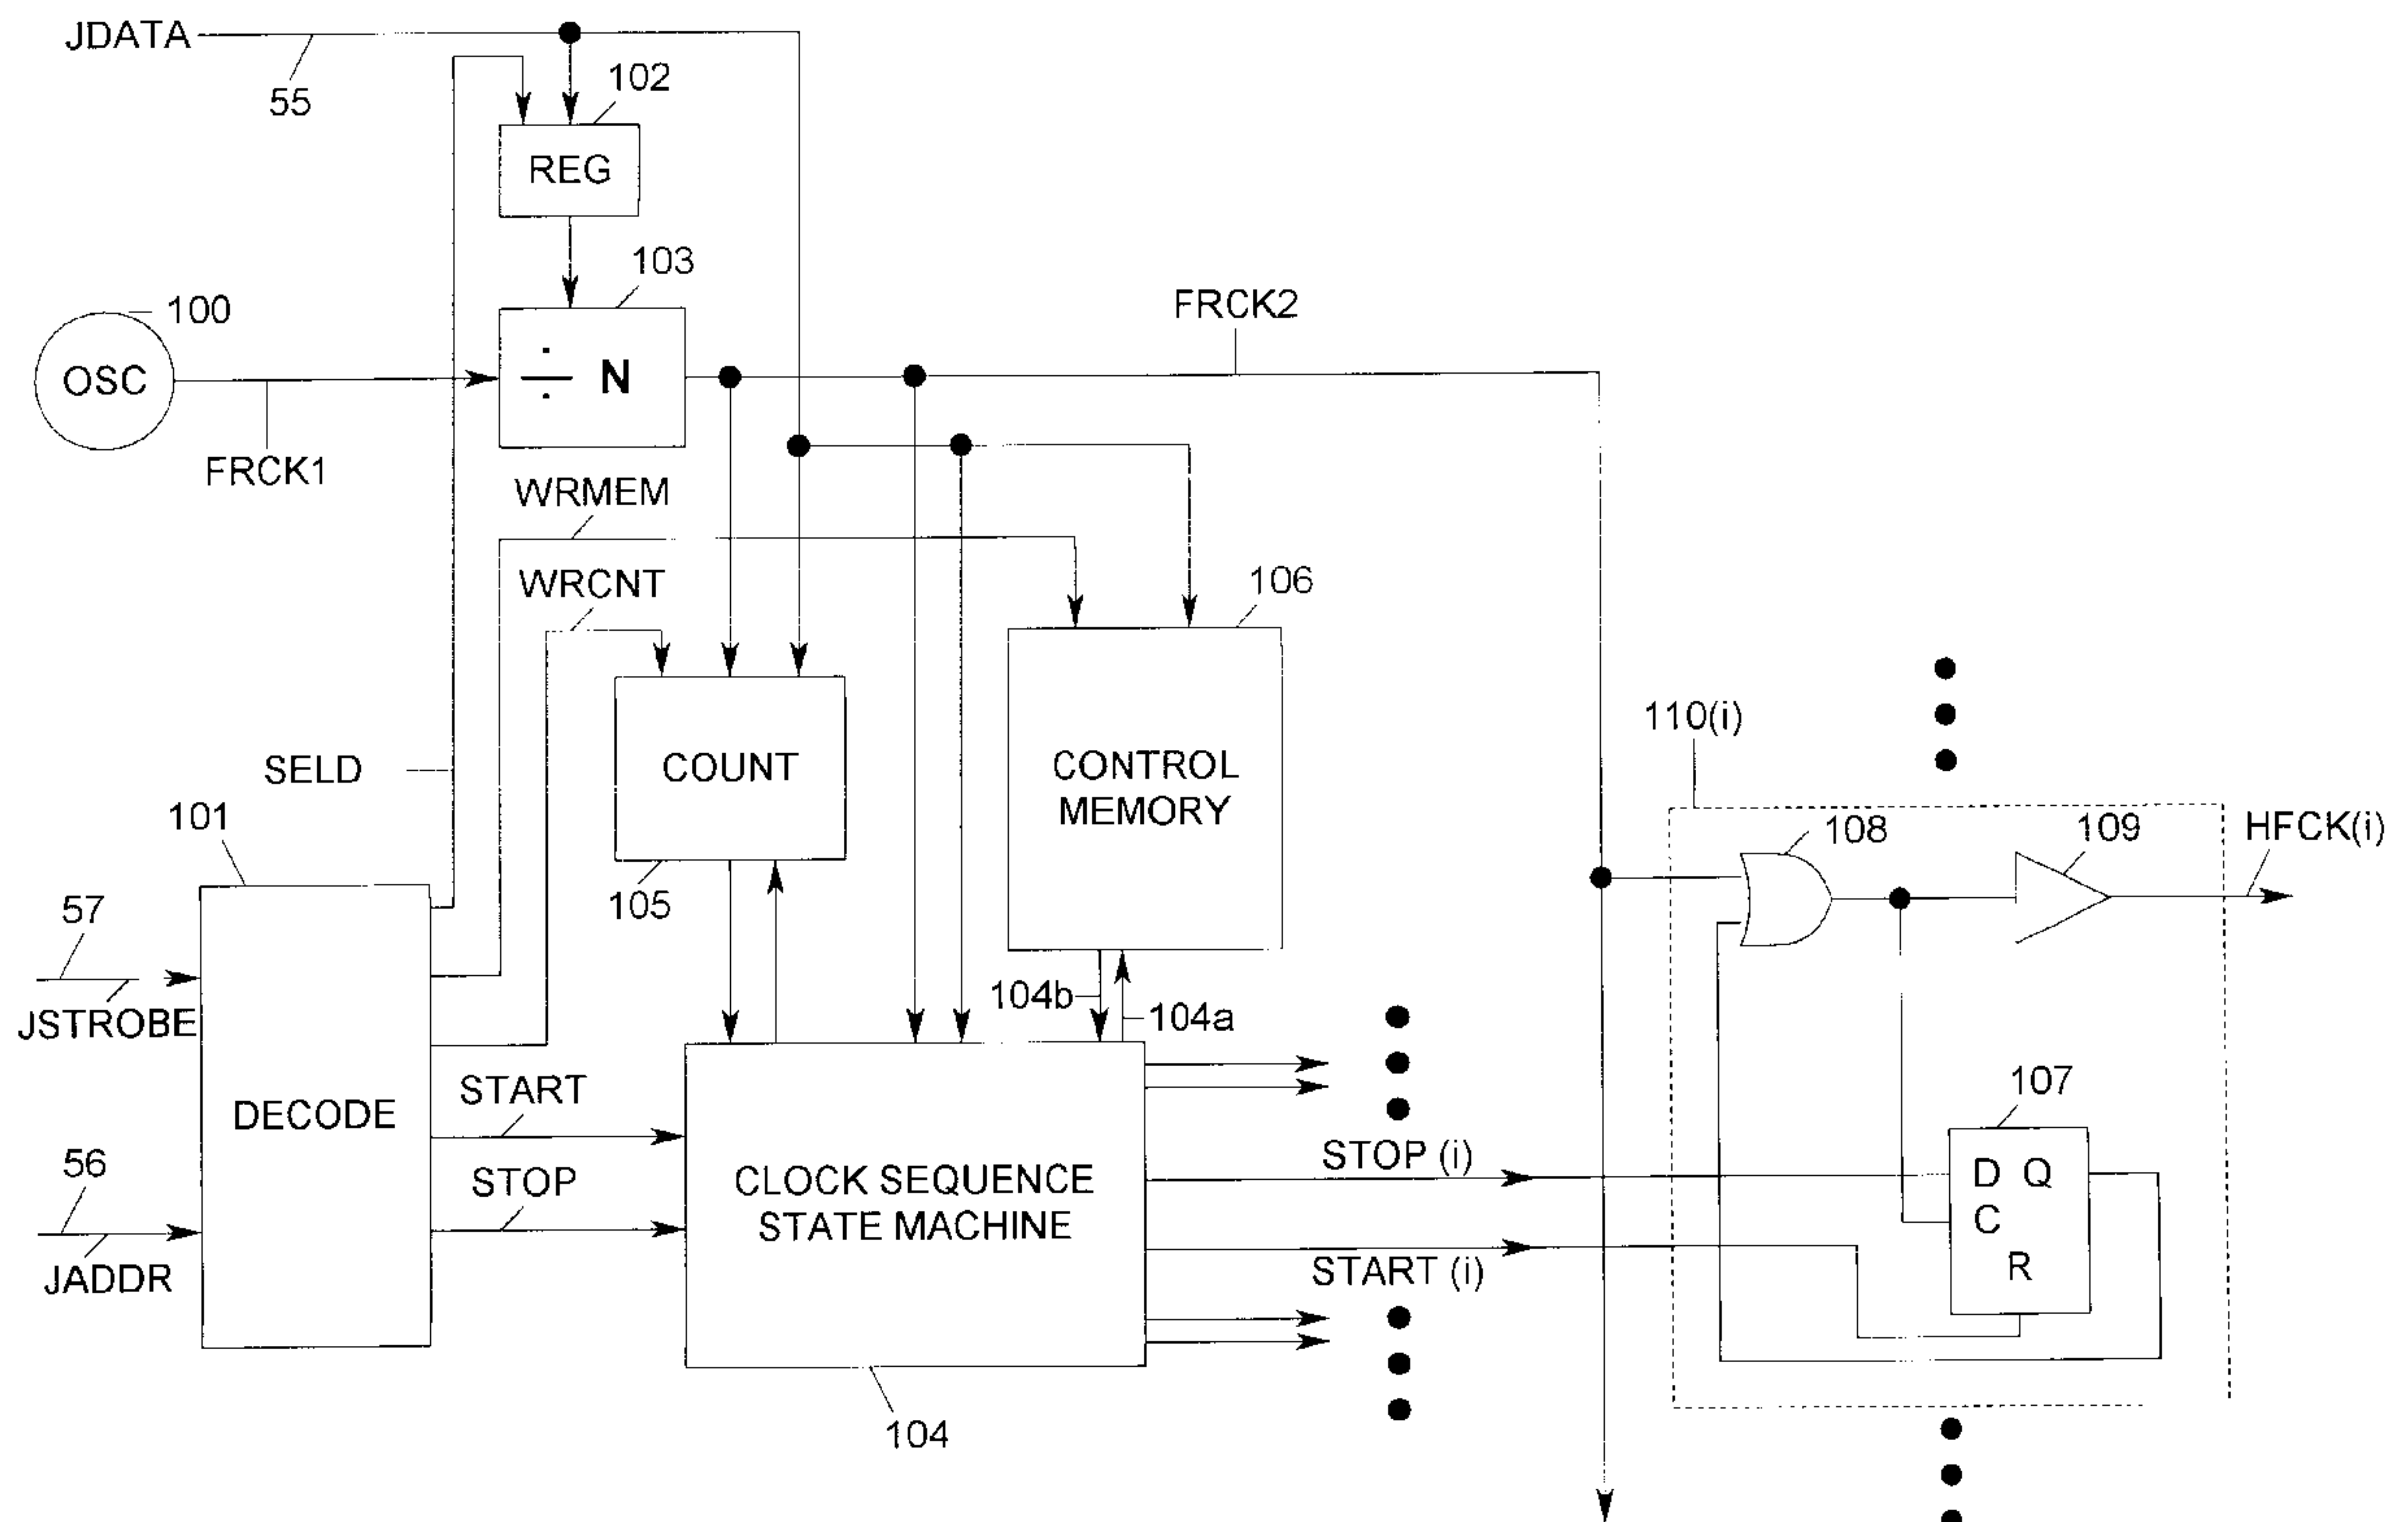 JDATA
55
102
REG
103
100
OSC
÷ N
FRCK2
FRCK1
WRMEM
WRCNT
106
110(i)
SELD
COUNT
CONTROL
MEMORY
101
108
109
HFCK(i)
57
105
104b
104a
JSTROBE
START
107
DECODE
STOP (i)
56
STOP
CLOCK SEQUENCE
STATE MACHINE
D Q
C
R
JADDR
START (i)
104